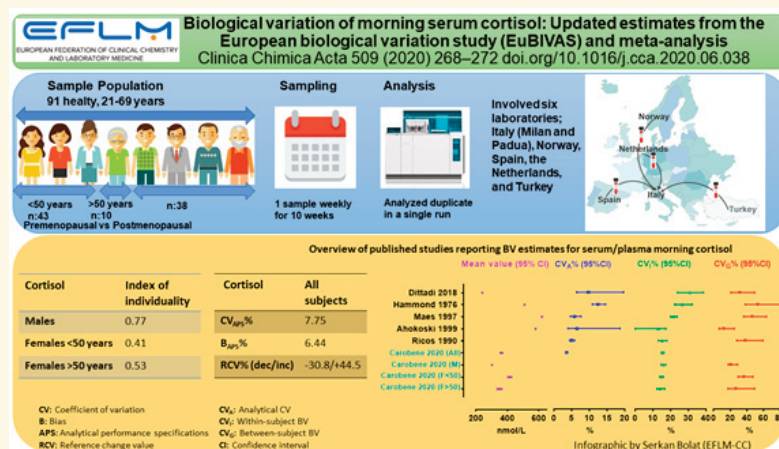 EFLM
EUROPEAN FEDERATION OF CLINICAL CHEMISTRY
AND LABORATORY MEDICINE
Biological variation of morning serum cortisol: Updated estimates from the
European biological variation study (EuBIVAS) and meta-analysis
Clinica Chimica Acta 509 (2020) 268–272 doi.org/10.1016/j.cca.2020.06.038
Sample Population
91 healty, 21-69 years
<50 years
n:43
>50 years
n:10
n:38
Premenopausal vs Postmenopausal
Sampling
1 sample weekly
for 10 weeks
Analysis
Analyzed duplicate
in a single run
Involved six
laboratories;
Italy (Milan and
Padua), Norway,
Spain, the
Netherlands,
and Turkey
Norway
Netherlands
Spain
Italy
Turkey
Cortisol Index of individuality
Males 0.77
Females <50 years 0.41
Females >50 years 0.53
Cortisol All subjects
CVAPS% 7.75
BAPS% 6.44
RCV% (dec/inc) -30.8/+44.5
CV: Coefficient of variation
B: Bias
APS: Analytical performance specifications
RCV: Reference change value
CVA: Analytical CV
CVI: Within-subject BV
CVG: Between-subject BV
CI: Confidence interval
Overview of published studies reporting BV estimates for serum/plasma morning cortisol
Mean value (95% CI) CVA% (95%CI) CVI% (95%CI) CVG% (95%CI)
Dittadi 2018
Hammond 1976
Maes 1997
Ahokoski 1999
Ricos 1990
Carobene 2020 (All)
Carobene 2020 (M)
Carobene 2020 (F<50)
Carobene 2020 (F>50)
200 400 600 0 5 10 15 20 0 10 20 30 40 0 20 40 60
nmol/L % % %
Infographic by Serkan Bolat (EFLM-CC)